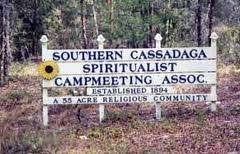 SOUTHERN CASSADAGA
SPIRITUALIST
CAMPMEETING ASSOC.
ESTABLISHED 1894
A 55 ACRE RELIGIOUS COMMUNITY